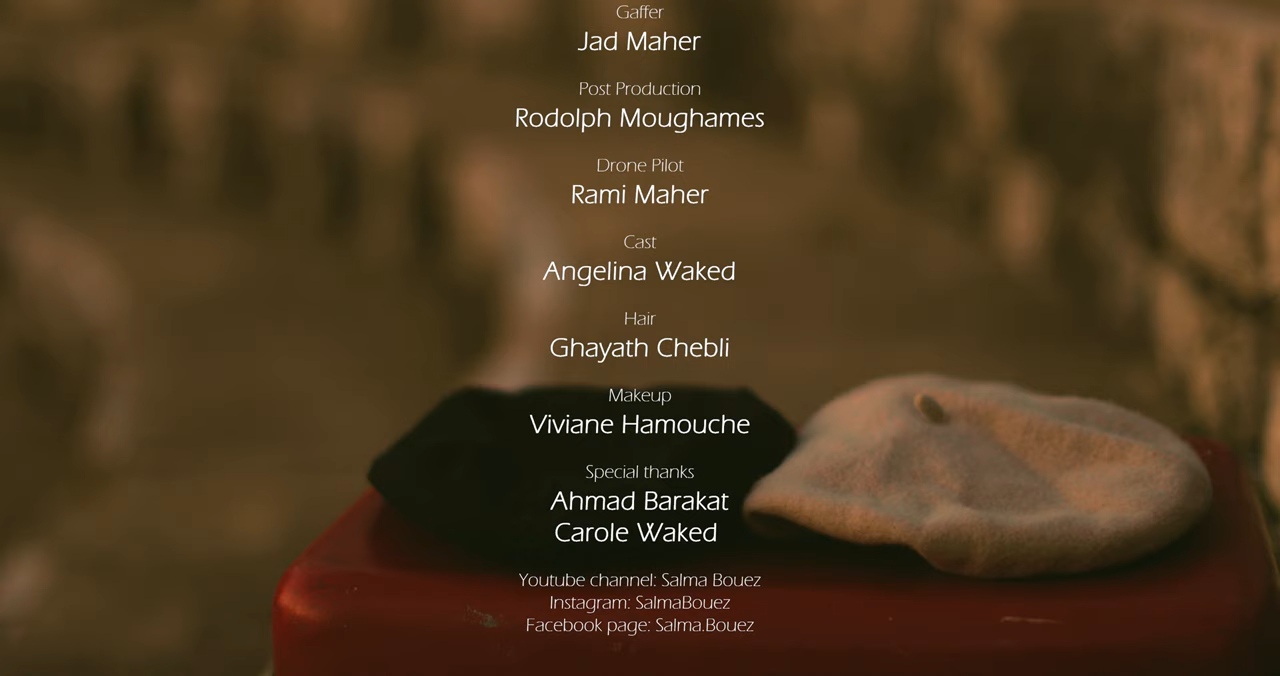 Gaffer
Jad Maher
Post Production
Rodolph Moughames
Drone Pilot
Rami Maher
Cast
Angelina Waked
Hair
Ghayath Chebli
Makeup
Viviane Hamouche
Special thanks
Ahmad Barakat
Carole Waked
Youtube channel: Salma Bouez
Instagram: SalmaBouez
Facebook page: Salma.Bouez